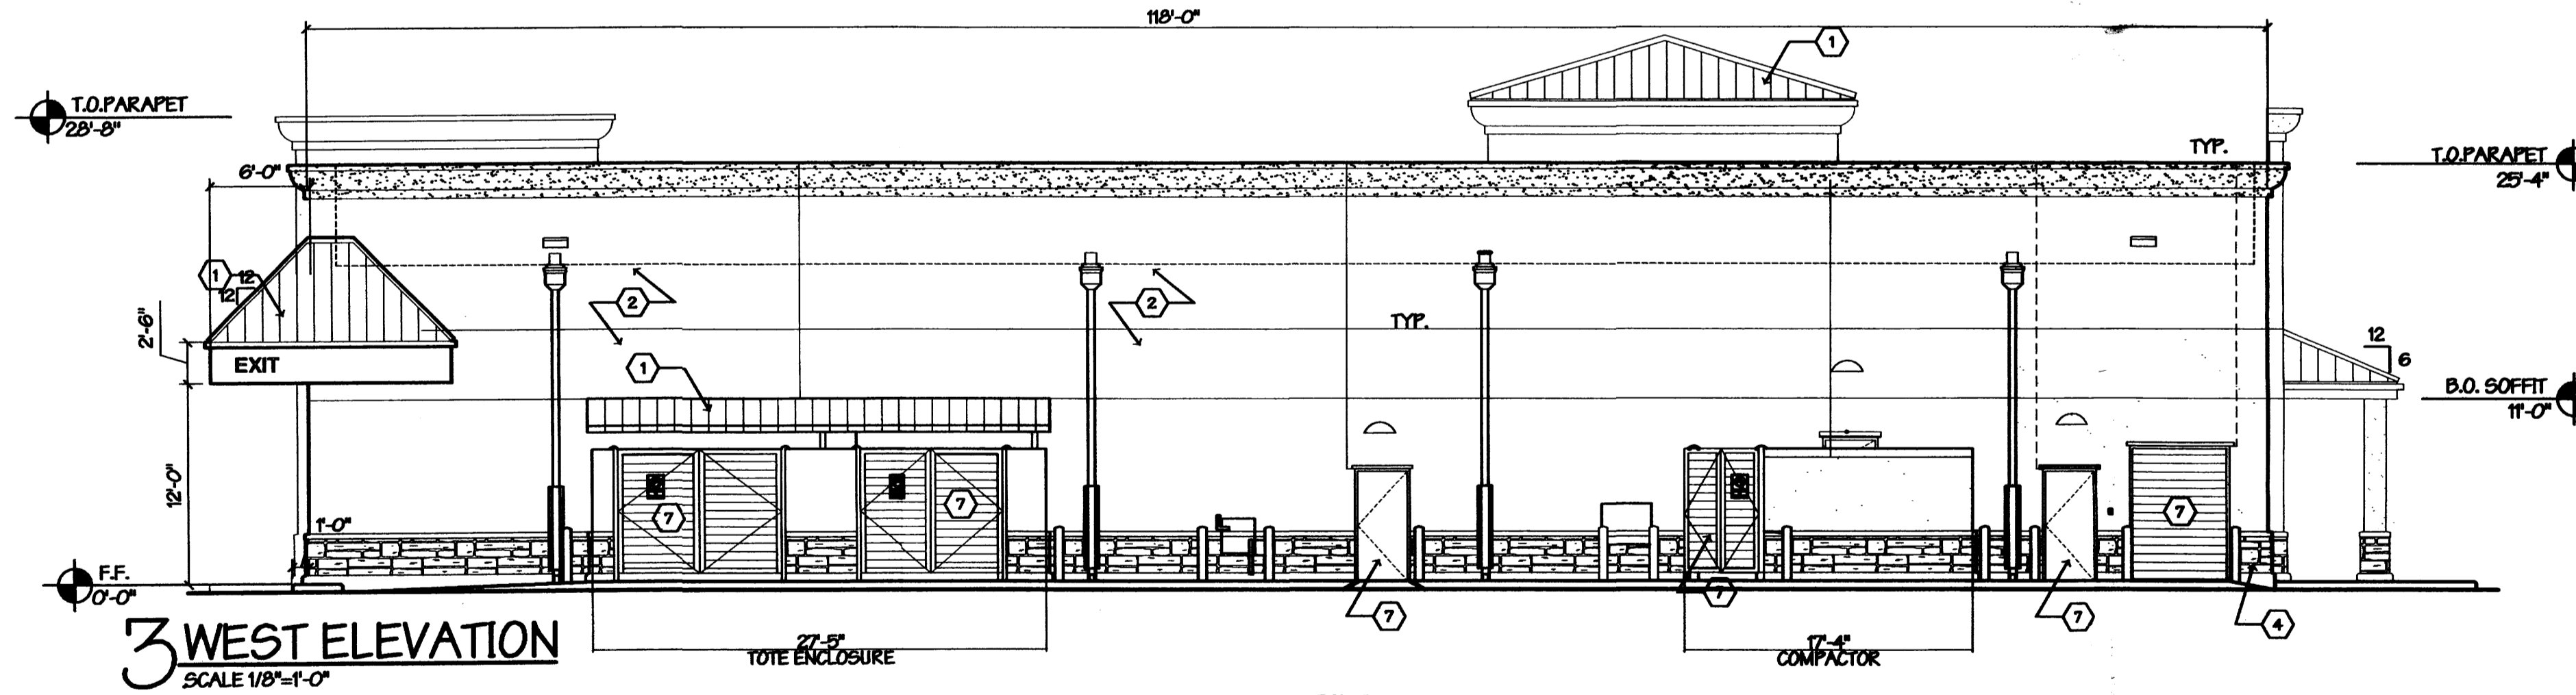 118'-0"
1
T.O.PARAPET
28'-8"
TYP.
T.O.PARAPET
25'-4"
6'-0"
1
12
12
2
2
2'-6"
TYP.
12
6
EXIT
1
B.O. SOFFIT
11'-0"
12'-0"
7
7
7
1'-0"
F.F.
0'-0"
7
7
7
4
3 WEST ELEVATION
SCALE 1/8"=1'-0"
27'-5"
TOTE ENCLOSURE
17'-4"
COMPACTOR